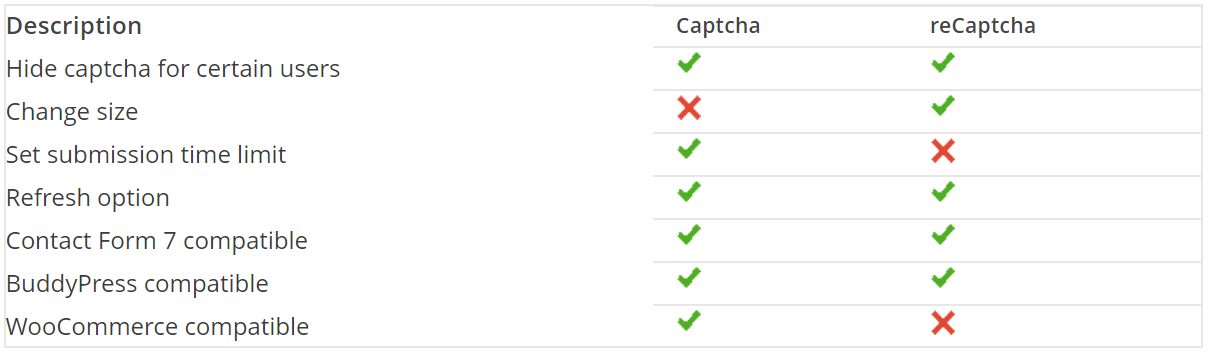 Description Captcha reCaptcha
Hide captcha for certain users
Change size
Set submission time limit
Refresh option
Contact Form 7 compatible
BuddyPress compatible
WooCommerce compatible